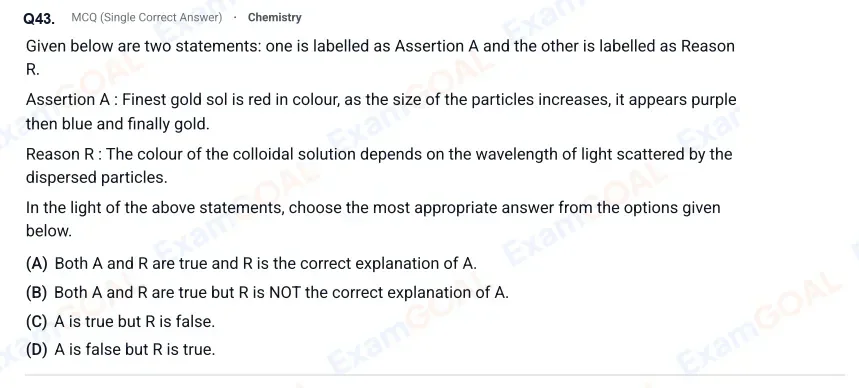 Q43. MCQ (Single Correct Answer) · Chemistry
Given below are two statements: one is labelled as Assertion A and the other is labelled as Reason
R.
Assertion A : Finest gold sol is red in colour, as the size of the particles increases, it appears purple
then blue and finally gold.
Reason R : The colour of the colloidal solution depends on the wavelength of light scattered by the
dispersed particles.
In the light of the above statements, choose the most appropriate answer from the options given
below.
(A) Both A and R are true and R is the correct explanation of A.
(B) Both A and R are true but R is NOT the correct explanation of A.
(C) A is true but R is false.
(D) A is false but R is true.
ExamGOAL